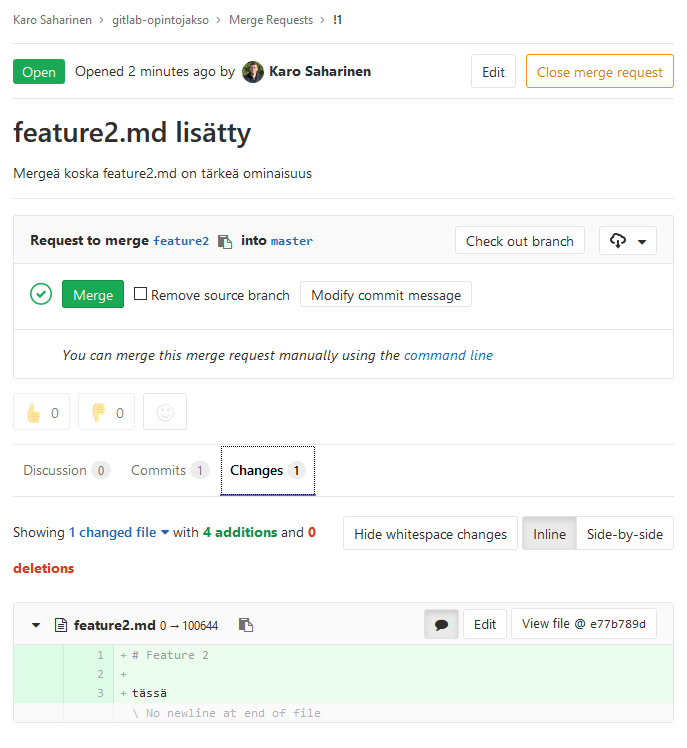 Karo Saharinen > gitlab-opintojakso > Merge Requests > !1
Open Opened 2 minutes ago by Karo Saharinen Edit Close merge request
feature2.md lisätty
Mergeä koska feature2.md on tärkeä ominaisuus
Request to merge feature2 into master Check out branch
Merge Remove source branch Modify commit message
You can merge this merge request manually using the command line
0 0
Discussion 0 Commits 1 Changes 1
Showing 1 changed file with 4 additions and 0 deletions Hide whitespace changes Inline Side-by-side
feature2.md 0 → 100644 Edit View file @ e77b789d
1 + # Feature 2
2 +
3 + tässä
\ No newline at end of file